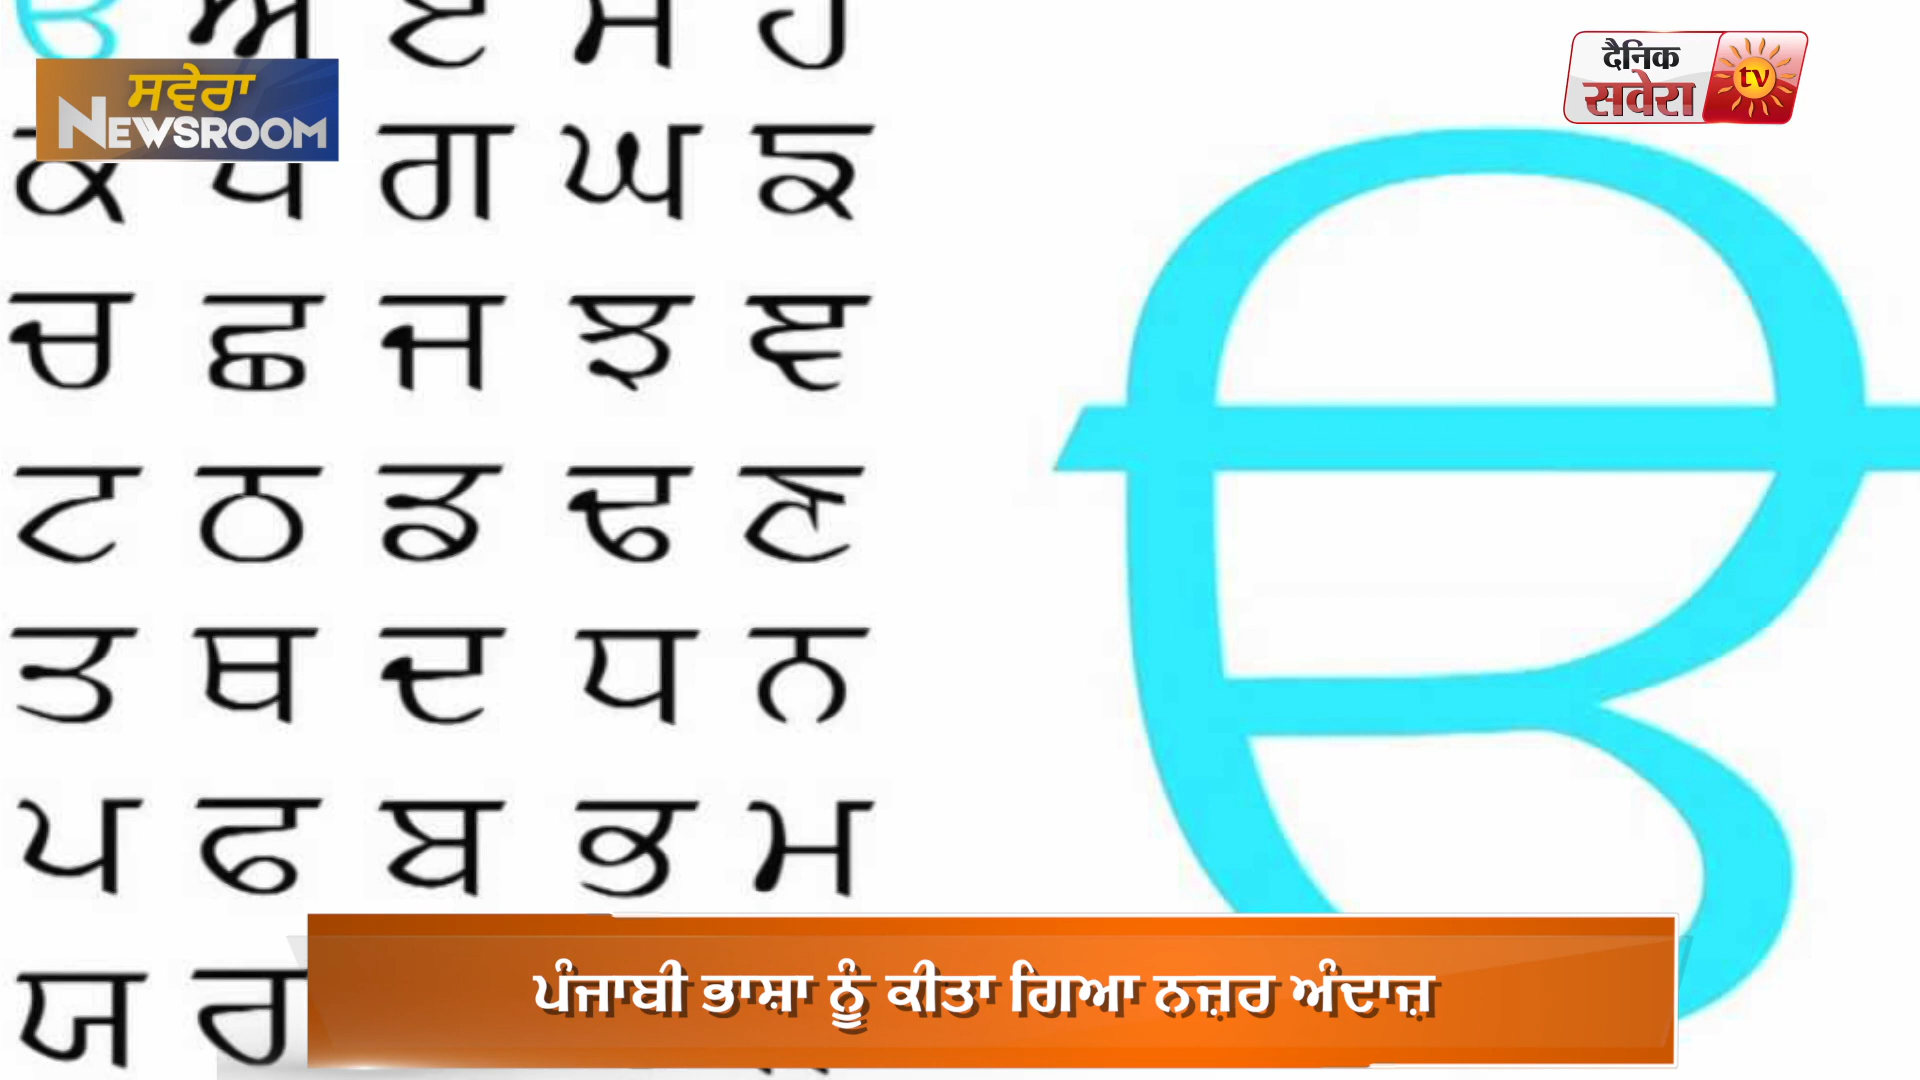 ੳ ਅ ੲ ਸ ਹ
ਸਵੇਰਾ
NEWSROOM
दैनिक
सवेरा
tv
ਕ ਖ ਗ ਘ ਙ
ਚ ਛ ਜ ਝ ਞ
ਟ ਠ ਡ ਢ ਣ
ਤ ਥ ਦ ਧ ਨ
ਪ ਫ ਬ ਭ ਮ
ਯ ਰ
ੳ
ਪੰਜਾਬੀ ਭਾਸ਼ਾ ਨੂੰ ਕੀਤਾ ਗਿਆ ਨਜ਼ਰ ਅੰਦਾਜ਼